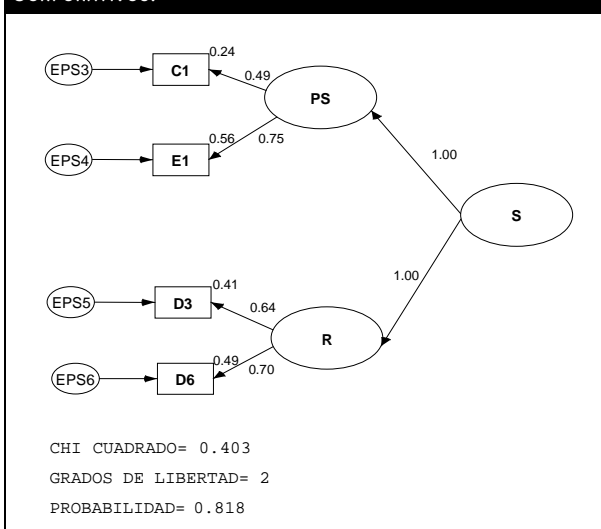 0.24
EPS3
C1
0.49
PS
0.56
0.75
EPS4
E1
1.00
S
1.00
0.41
EPS5
D3
0.64
R
0.49
0.70
EPS6
D6
CHI CUADRADO= 0.403
GRADOS DE LIBERTAD= 2
PROBABILIDAD= 0.818